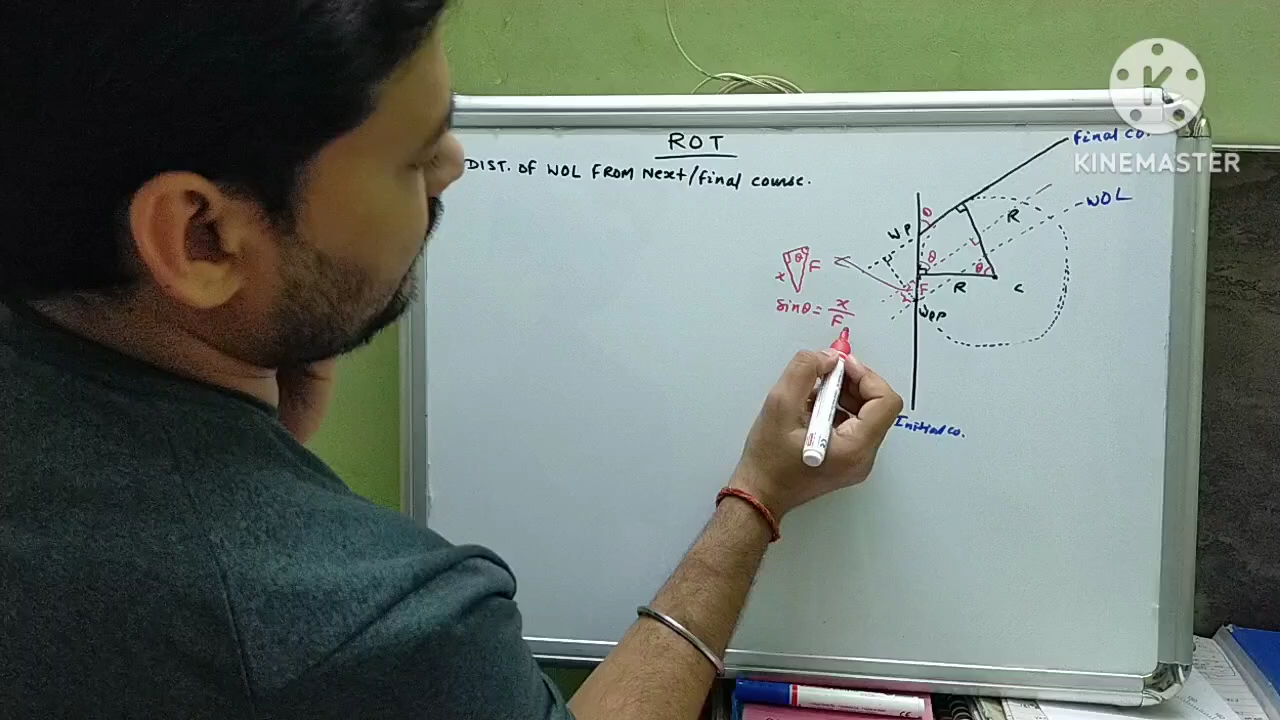 ROT
DIST. OF WOL FROM Next/final course.
final co.
K
KINEMASTER
WOL
WP
θ
R
θ
θ
F
x
θ
F
R
C
sinθ = x/F
WOP
Initial co.